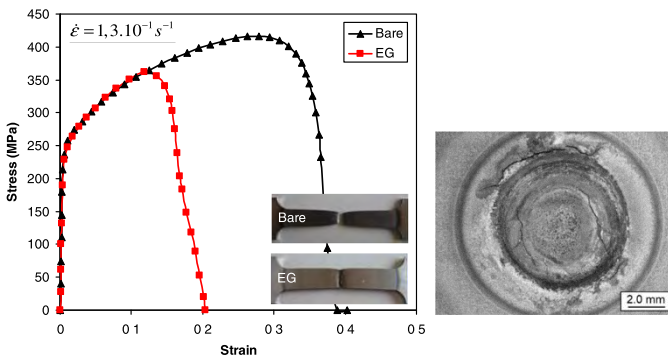 450
400
350
300
250
200
150
100
50
0
Stress (MPa)
ε̇ = 1,3.10⁻¹ s⁻¹
Bare
EG
Bare
EG
0 0 1 0 2 0 3 0 4 0 5
Strain
2.0 mm